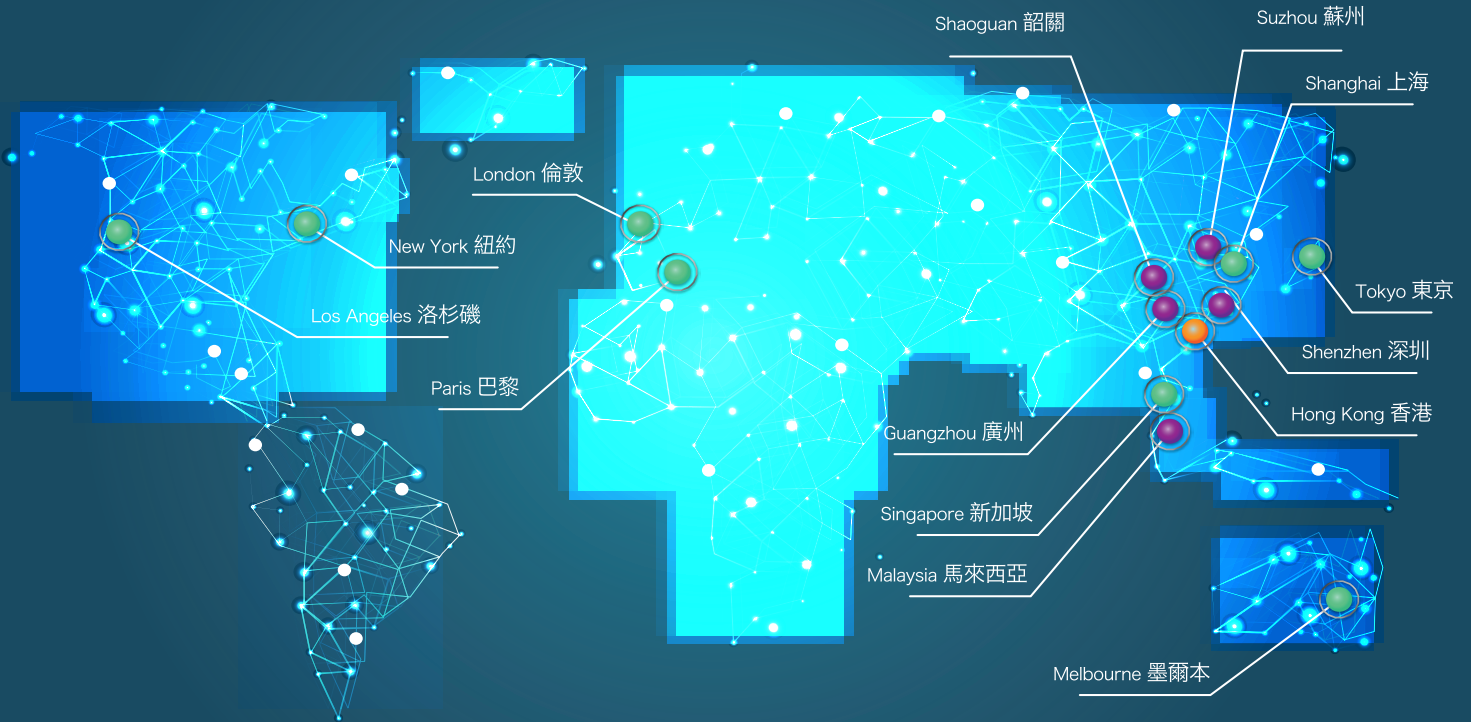 Shaoguan 韶關
Suzhou 蘇州
Shanghai 上海
London 倫敦
New York 紐約
Tokyo 東京
Los Angeles 洛杉磯
Shenzhen 深圳
Paris 巴黎
Hong Kong 香港
Guangzhou 廣州
Singapore 新加坡
Malaysia 馬來西亞
Melbourne 墨爾本